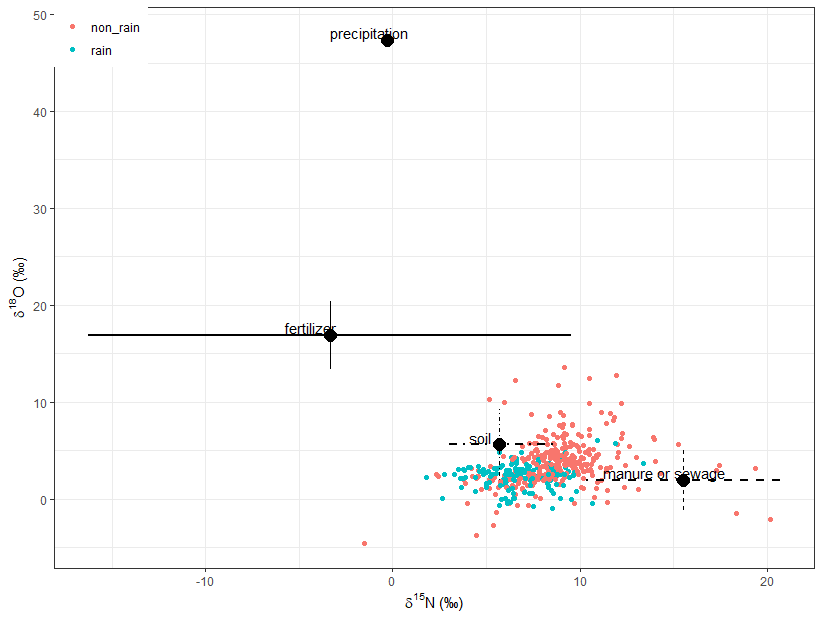 non_rain
rain
precipitation
fertilizer
soil
manure or sewage
50
40
30
20
10
0
-10
0
10
20
δ18O (‰)
δ15N (‰)